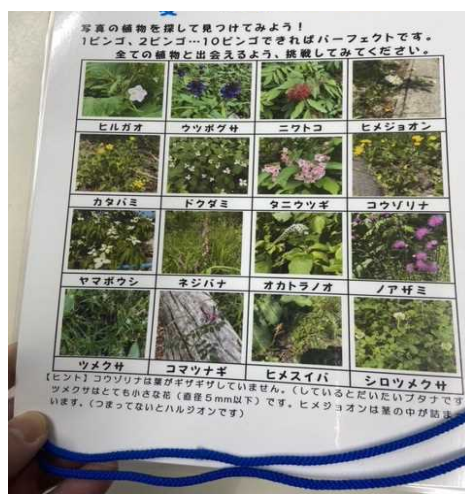 写真の植物を探して見つけてみよう！
1ビンゴ、2ビンゴ…10ビンゴできればパーフェクトです。
全ての植物と出会えるよう、挑戦してみてください。
ヒルガオ ウツボグサ ニワトコ ヒメジョオン
カタバミ ドクダミ タニウツギ コウゾリナ
ヤマボウシ ネジバナ オカトラノオ ノアザミ
ツメクサ コマツナギ ヒメスイバ シロツメクサ
【ヒント】コウゾリナは葉がギザギザしていません。（しているとだいたいブタナです
ツメクサはとても小さな花（直径5mm以下）です。ヒメジョオンは茎の中が詰ま
います。（つまってないとハルジオンです）